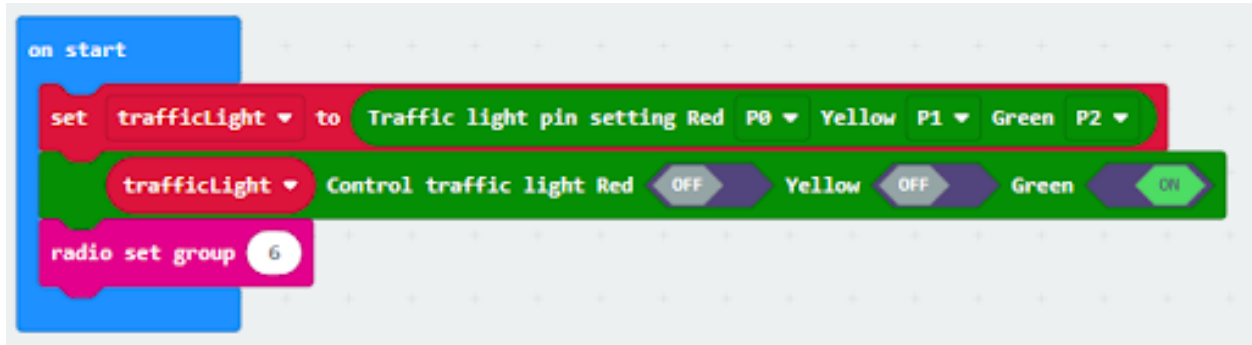 on start
set trafficLight to Traffic light pin setting Red P0 Yellow P1 Green P2
trafficLight Control traffic light Red OFF Yellow OFF Green ON
radio set group 6